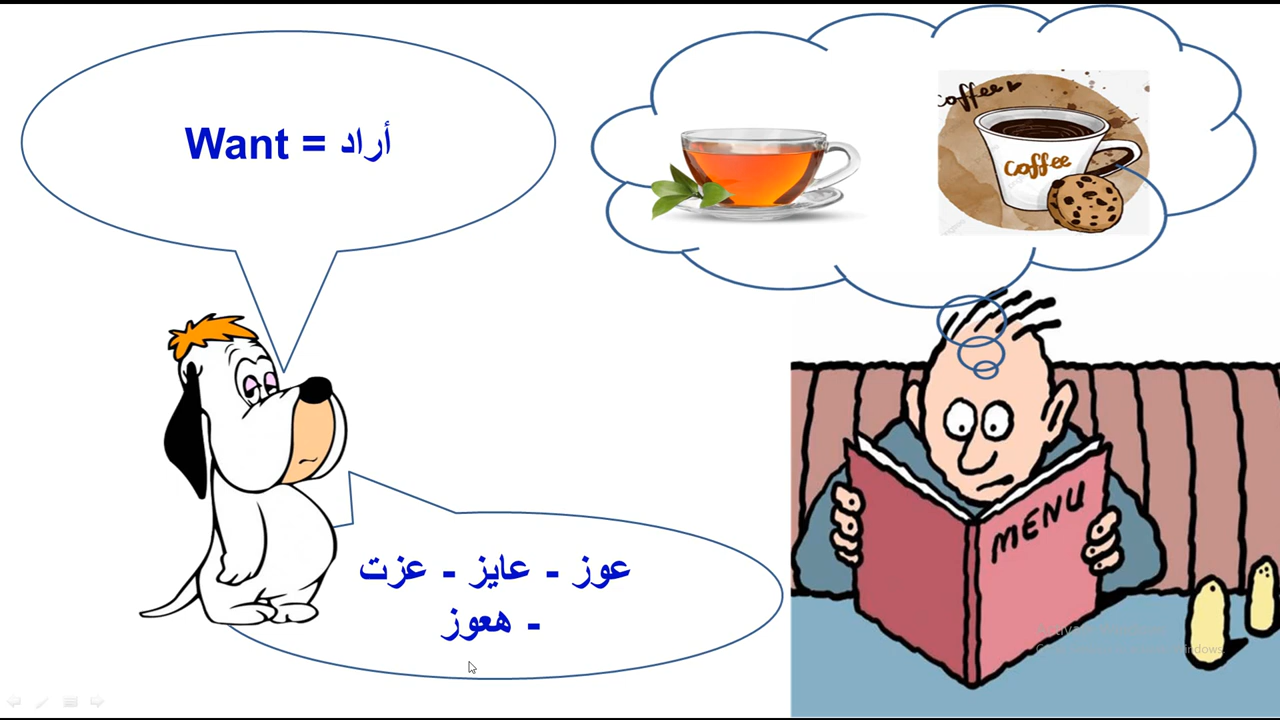 Want = أراد
coffee
coffee
عوز - عايز - عزت
- هعوز
MENU